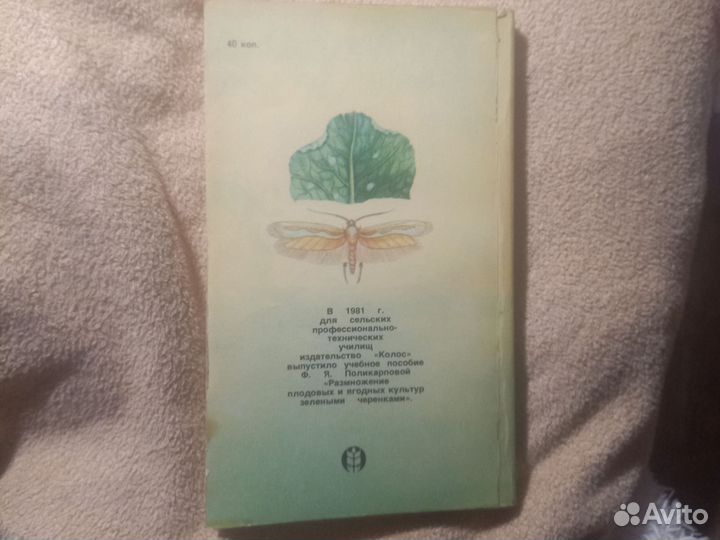 40 коп.
В 1981 г.
для сельских
профессионально-
технических
училищ
издательство «Колос»
выпустило учебное пособие
Ф. Я. Поликарповой
«Размножение
плодовых и ягодных культур
зелеными черенками».
Avito